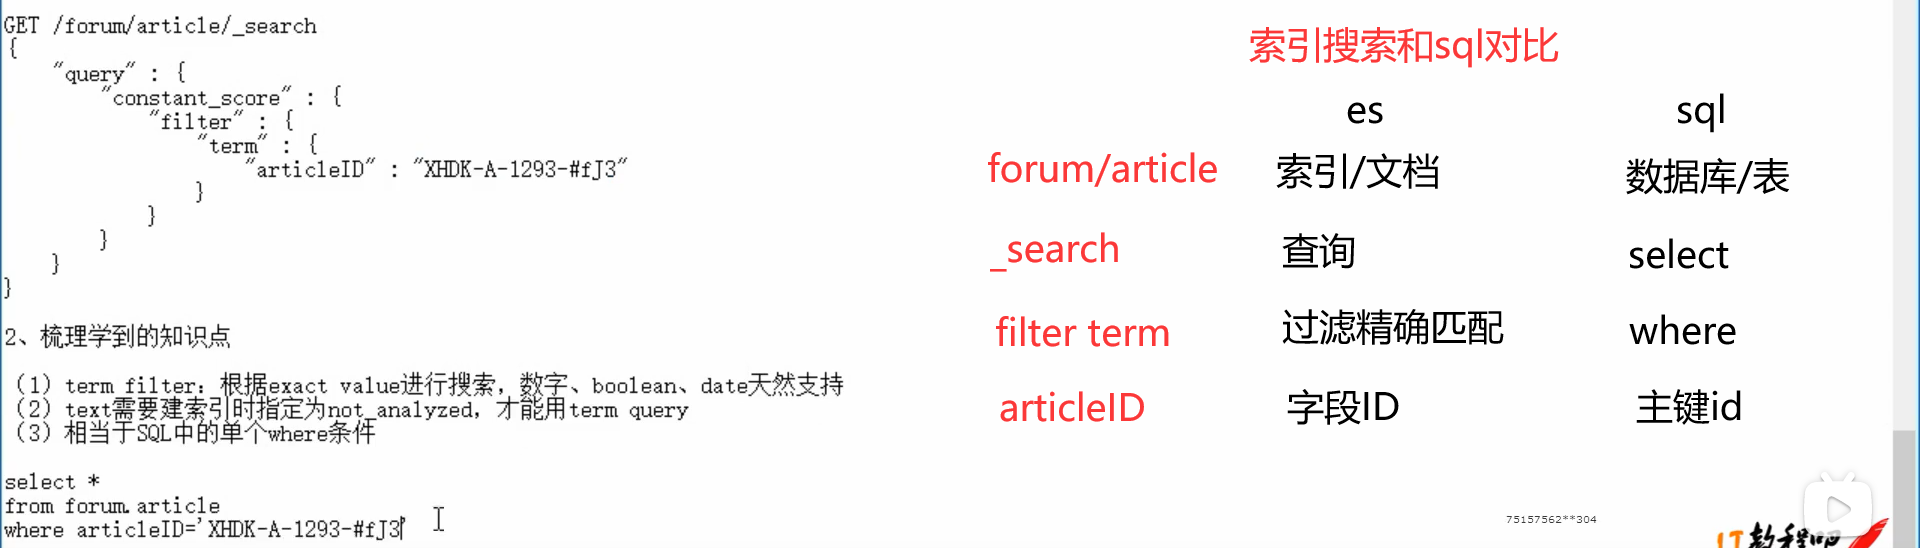 GET /forum/article/_search
{
"query" : {
"constant_score" : {
"filter" : {
"term" : {
"articleID" : "XHDK-A-1293-#fJ3"
}
}
}
}
}
2、梳理学到的知识点
（1）term filter：根据exact value进行搜索，数字、boolean、date天然支持
（2）text需要建索引时指定为not_analyzed，才能用term query
（3）相当于SQL中的单个where条件
select *
from forum.article
where articleID='XHDK-A-1293-#fJ3'
索引搜索和sql对比
es sql
forum/article 索引/文档 数据库/表
_search 查询 select
filter term 过滤精确匹配 where
articleID 字段ID 主键id
75157562**304
IT教程吧